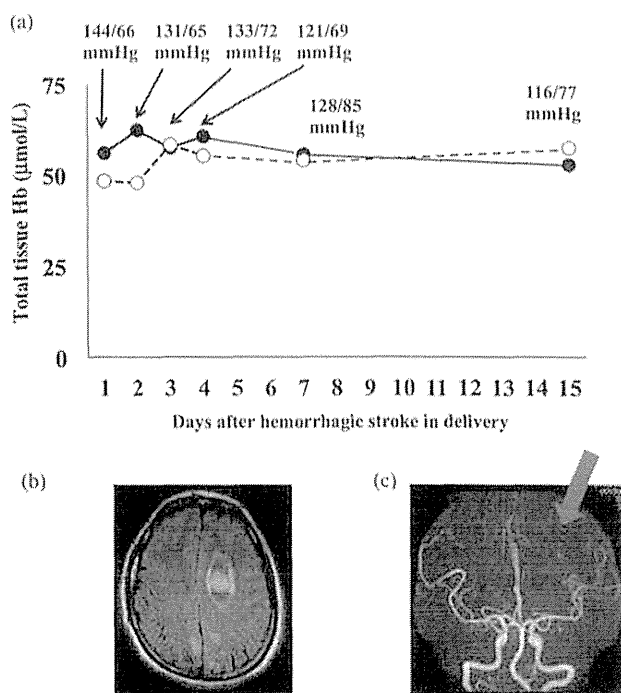 (a)
144/66 131/65 133/72 121/69
mmHg mmHg mmHg mmHg
128/85
mmHg
116/77
mmHg
Total tissue Hb (μmol/L)
75
50
25
0
1 2 3 4 5 6 7 8 9 10 11 12 13 14 15
Days after hemorrhagic stroke in delivery
(b)
(c)